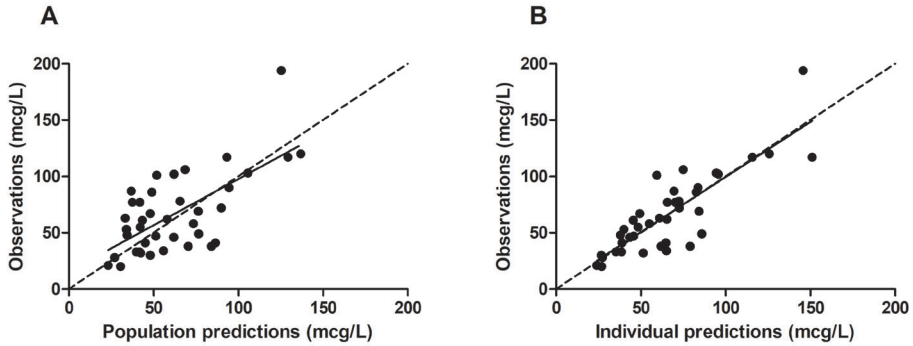 A
200
150
100
50
0
Observations (mcg/L)
0 50 100 150 200
Population predictions (mcg/L)
B
200
150
100
50
0
Observations (mcg/L)
0 50 100 150 200
Individual predictions (mcg/L)